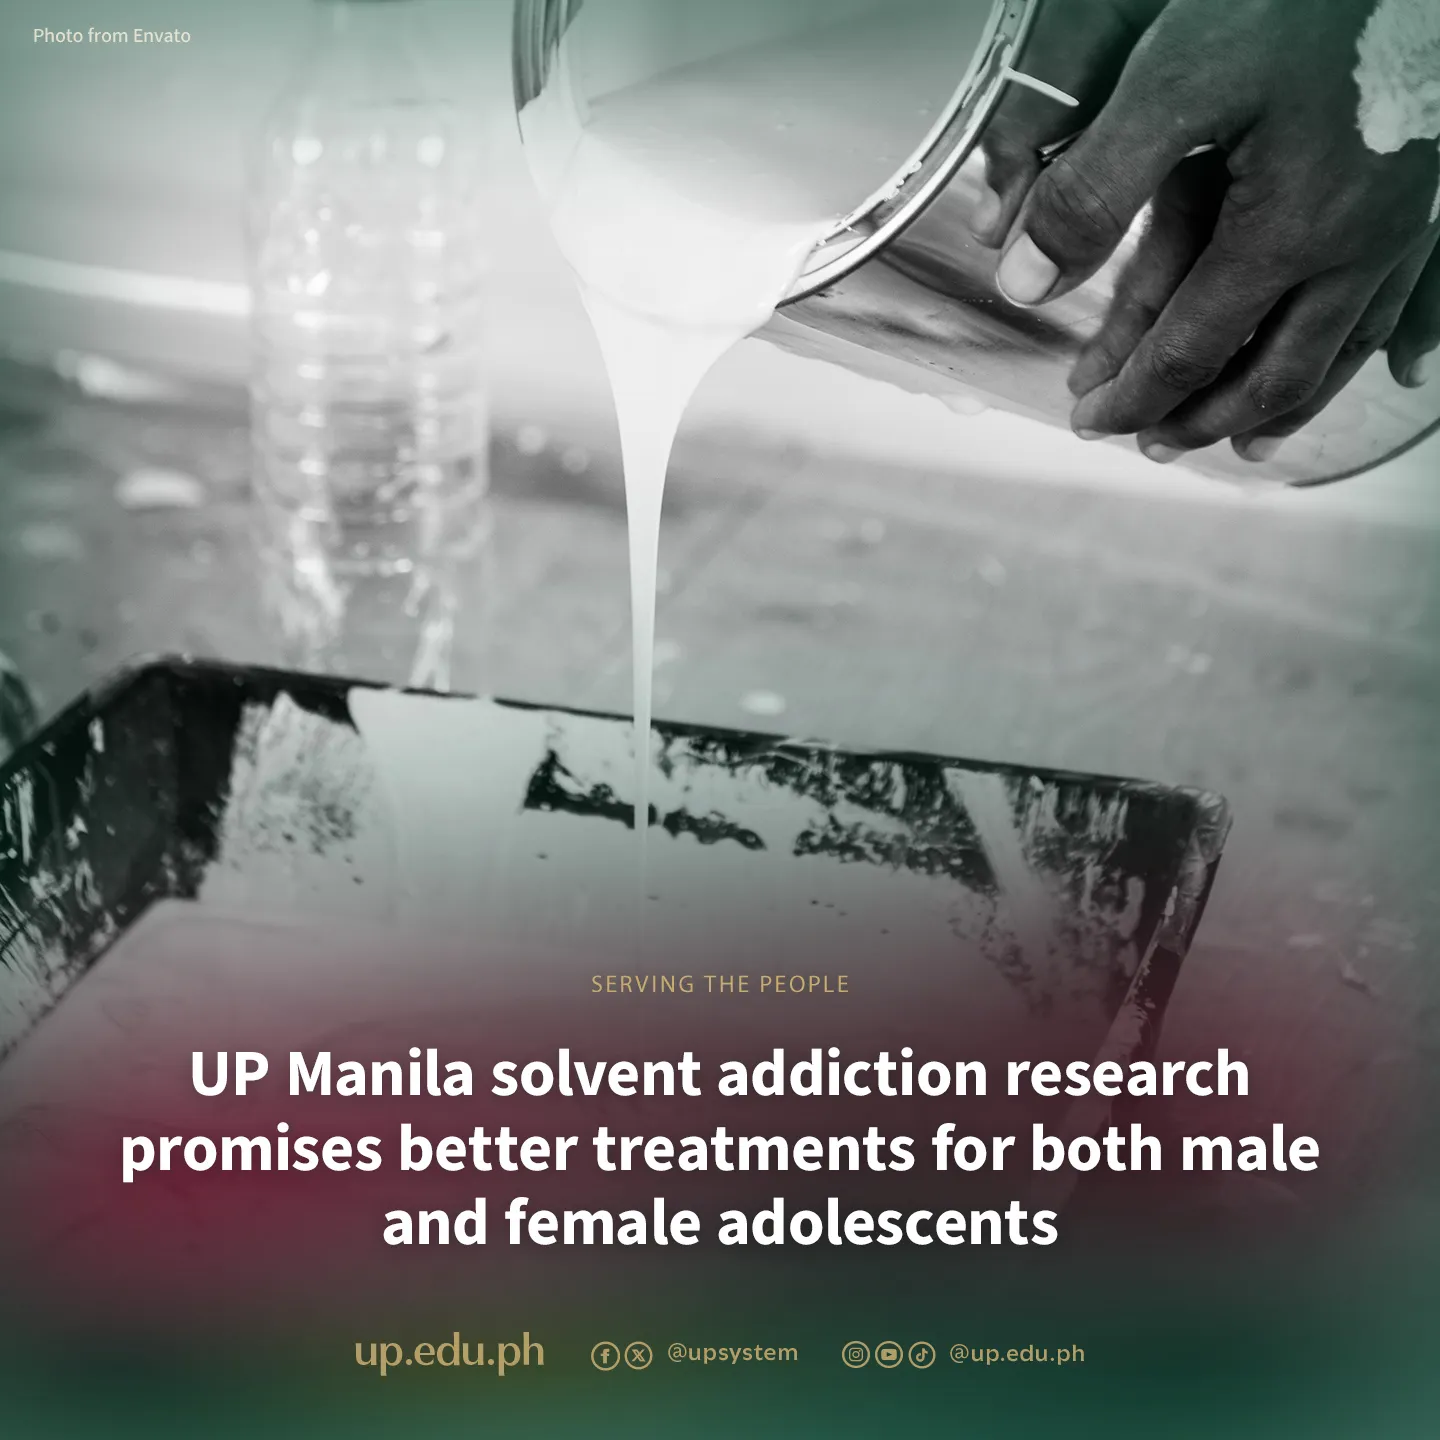 Photo from Envato
SERVING THE PEOPLE
UP Manila solvent addiction research
promises better treatments for both male
and female adolescents
up.edu.ph @upsystem @up.edu.ph